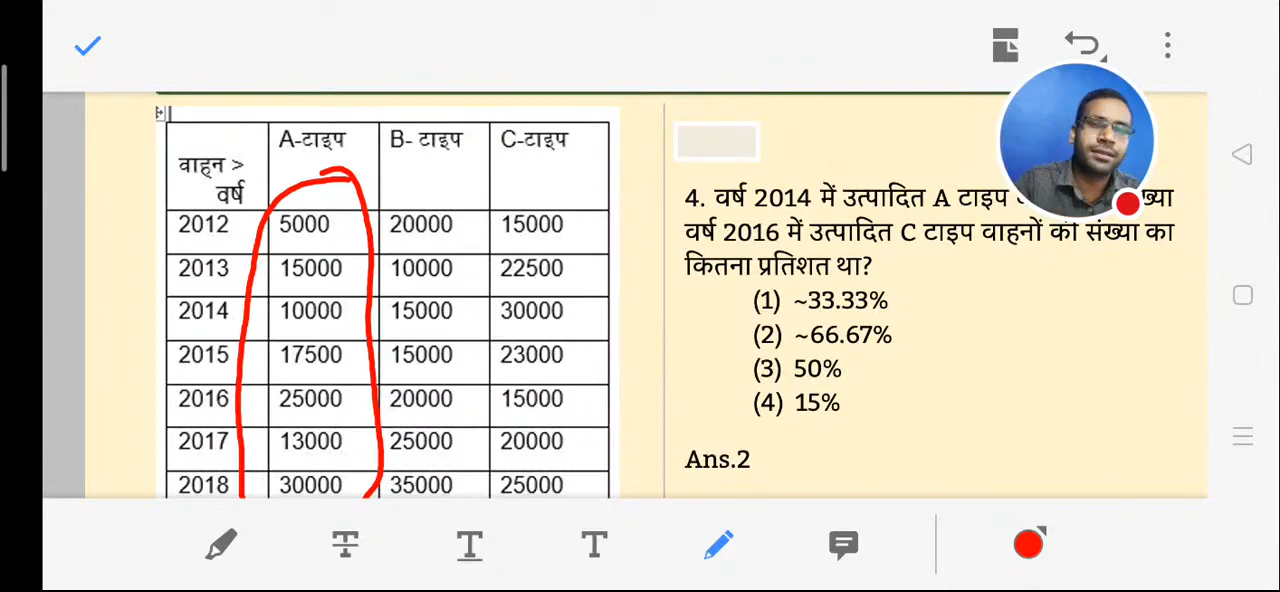 A-टाइप B- टाइप C-टाइप
वाहन >
वर्ष
2012 5000 20000 15000
2013 15000 10000 22500
2014 10000 15000 30000
2015 17500 15000 23000
2016 25000 20000 15000
2017 13000 25000 20000
2018 30000 35000 25000
4. वर्ष 2014 में उत्पादित A टाइप
वर्ष 2016 में उत्पादित C टाइप वाहनों की संख्या का
कितना प्रतिशत था?
(1) ~33.33%
(2) ~66.67%
(3) 50%
(4) 15%
Ans.2